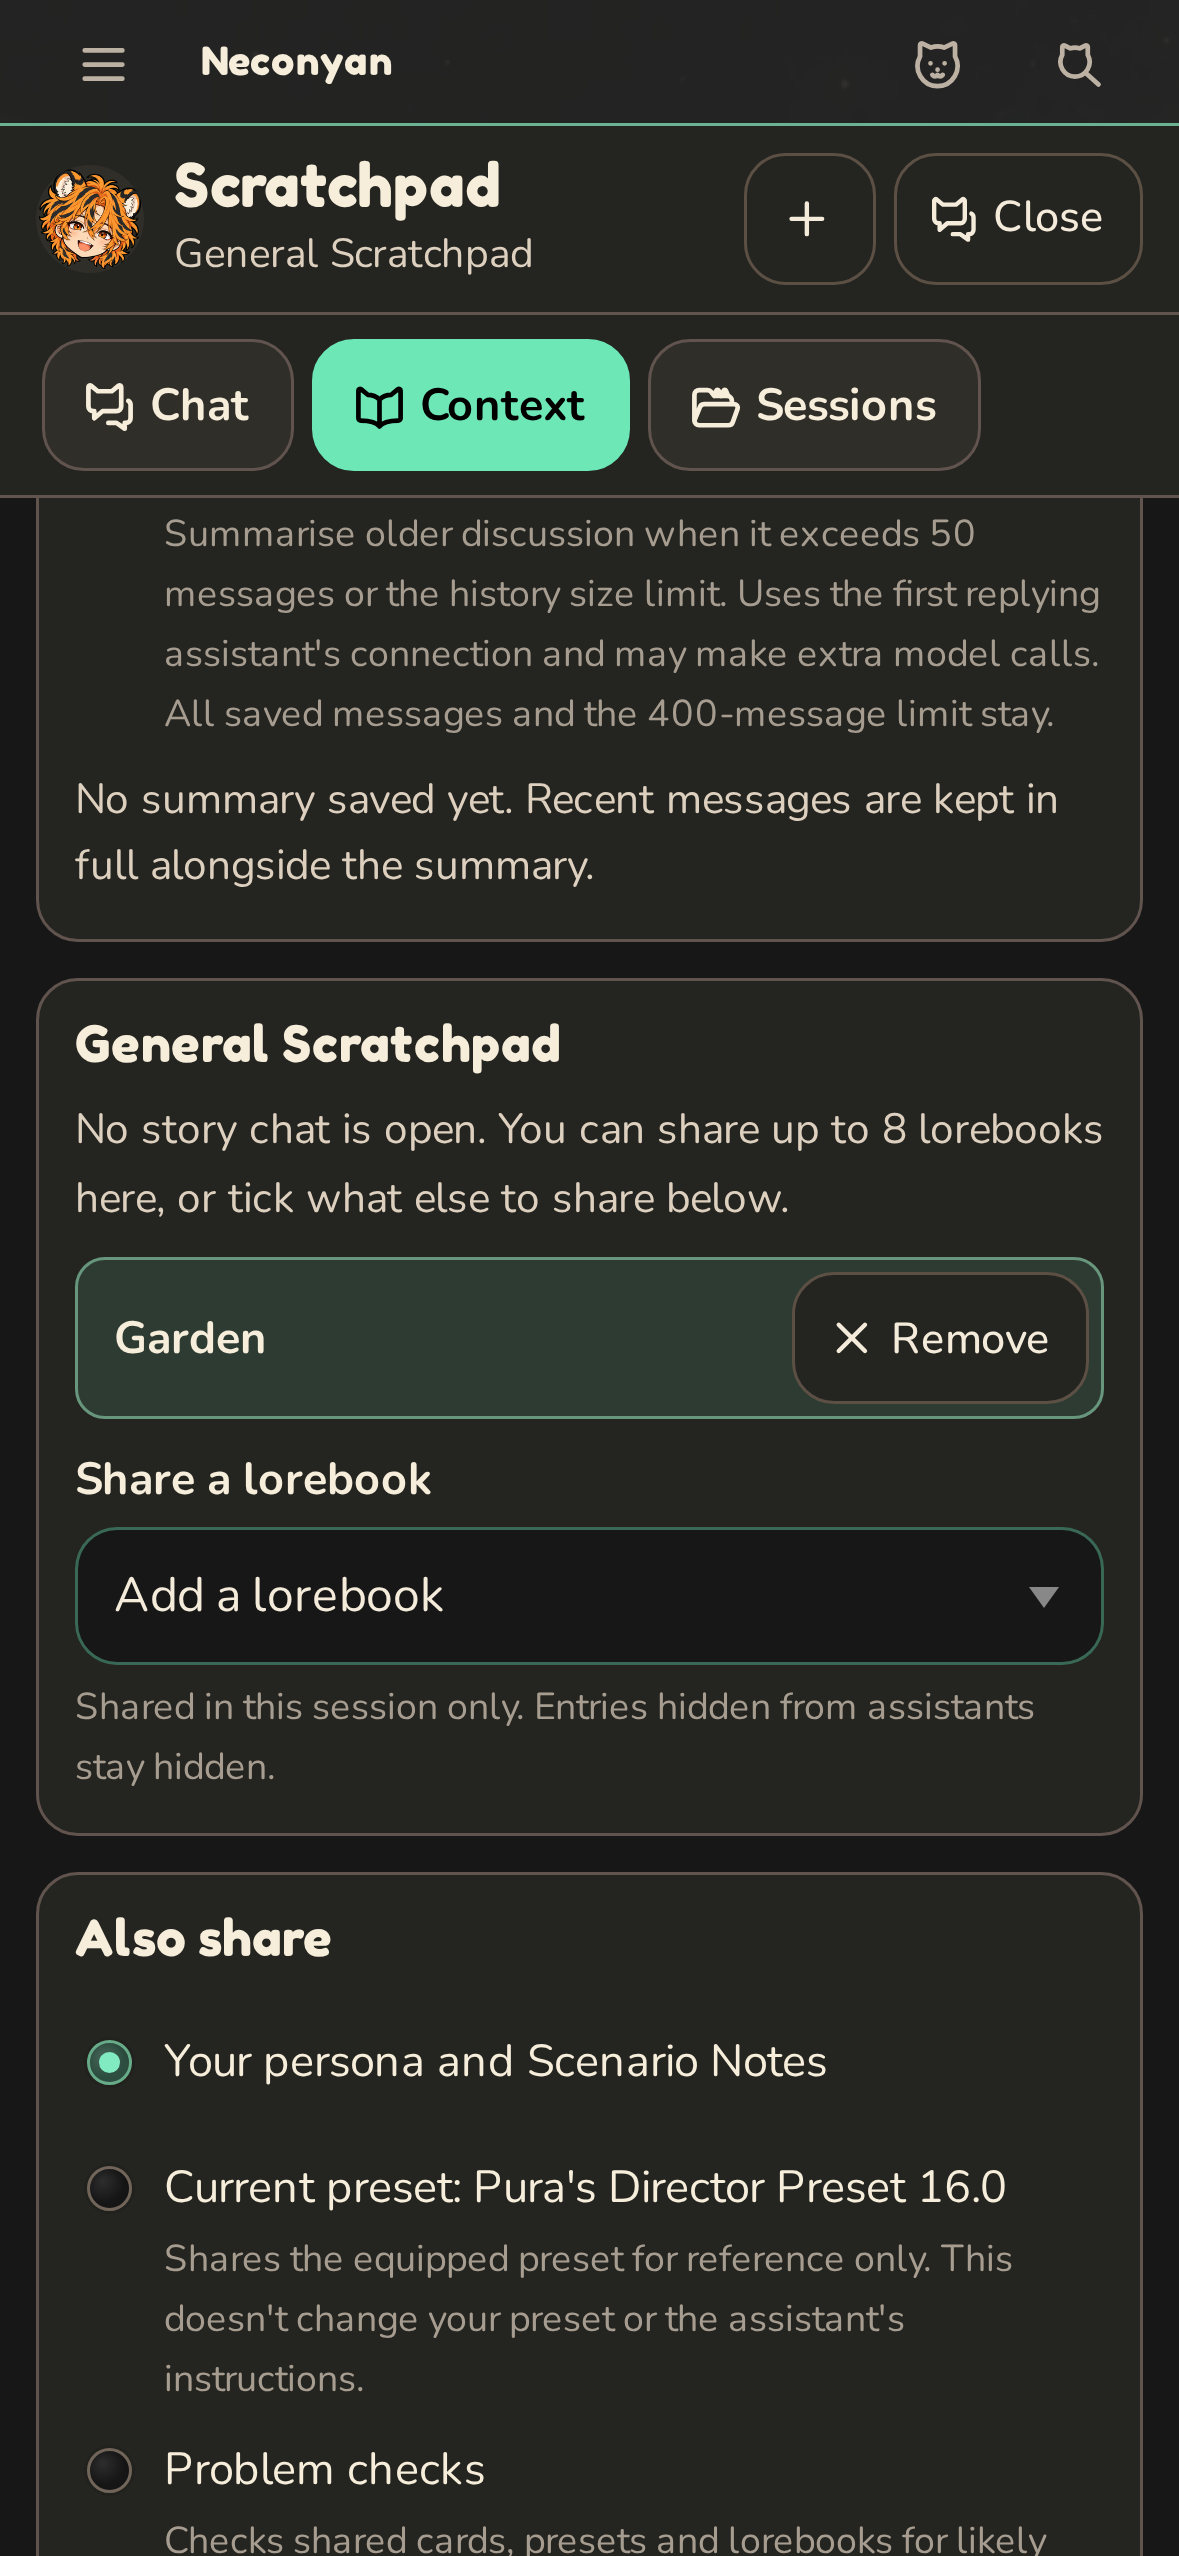 Neconyan
Scratchpad
General Scratchpad
Close
Chat
Context
Sessions
Summarise older discussion when it exceeds 50
messages or the history size limit. Uses the first replying
assistant's connection and may make extra model calls.
All saved messages and the 400-message limit stay.
No summary saved yet. Recent messages are kept in
full alongside the summary.
General Scratchpad
No story chat is open. You can share up to 8 lorebooks
here, or tick what else to share below.
Garden
Remove
Share a lorebook
Add a lorebook
Shared in this session only. Entries hidden from assistants
stay hidden.
Also share
Your persona and Scenario Notes
Current preset: Pura's Director Preset 16.0
Shares the equipped preset for reference only. This
doesn't change your preset or the assistant's
instructions.
Problem checks
Checks shared cards, presets and lorebooks for likely